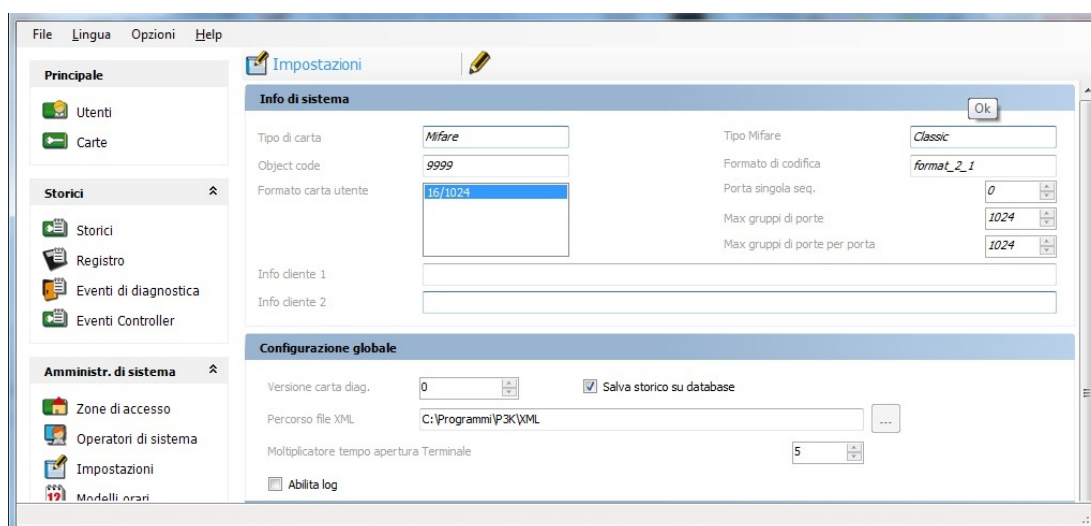 File Lingua Opzioni Help
Principale
Utenti
Carte
Storici
Storici
Registro
Eventi di diagnostica
Eventi Controller
Amministr. di sistema
Zone di accesso
Operatori di sistema
Impostazioni
12 Modelli orari
Impostazioni
Info di sistema
Ok
Tipo di carta Mifare Tipo Mifare Classic
Object code 9999 Formato di codifica format_2_1
Formato carta utente 16/1024 Porta singola seq. 0
Max gruppi di porte 1024
Max gruppi di porte per porta 1024
Info cliente 1
Info cliente 2
Configurazione globale
Versione carta diag. 0 Salva storico su database
Percorso file XML C:\Programmi\P3K\XML ...
Moltiplicatore tempo apertura Terminale 5
Abilita log